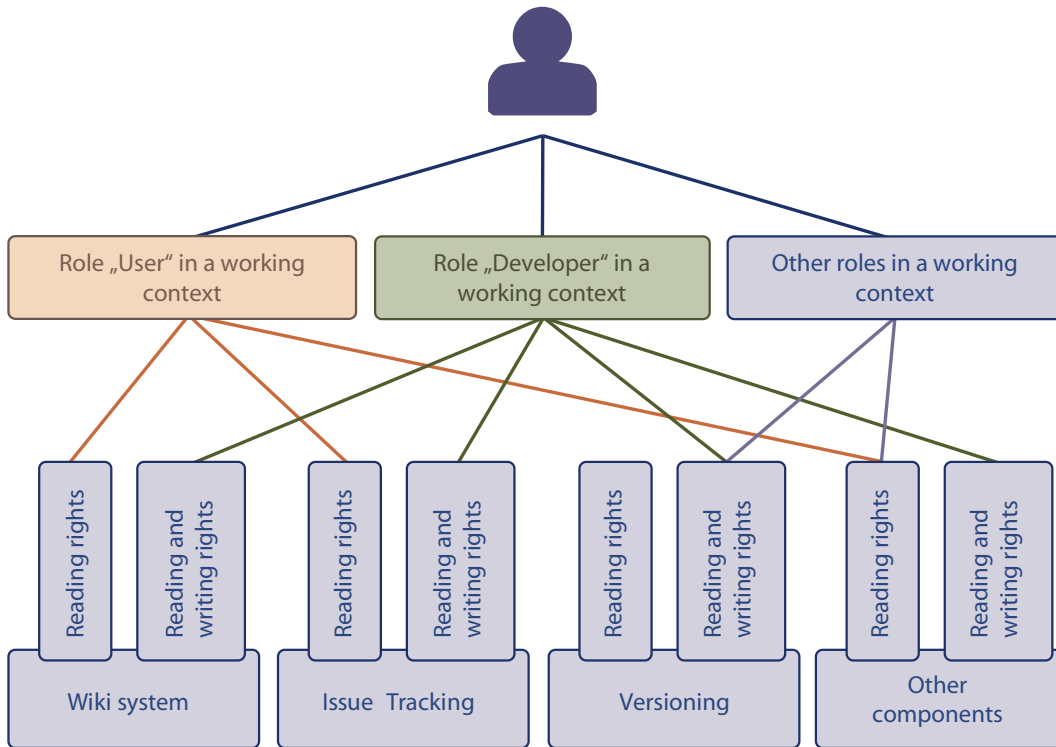 Role „User“ in a working
context
Role „Developer“ in a
working context
Other roles in a working
context
Reading rights
Reading and
writing rights
Reading rights
Reading and
writing rights
Reading rights
Reading and
writing rights
Reading rights
Reading and
writing rights
Wiki system
Issue Tracking
Versioning
Other
components